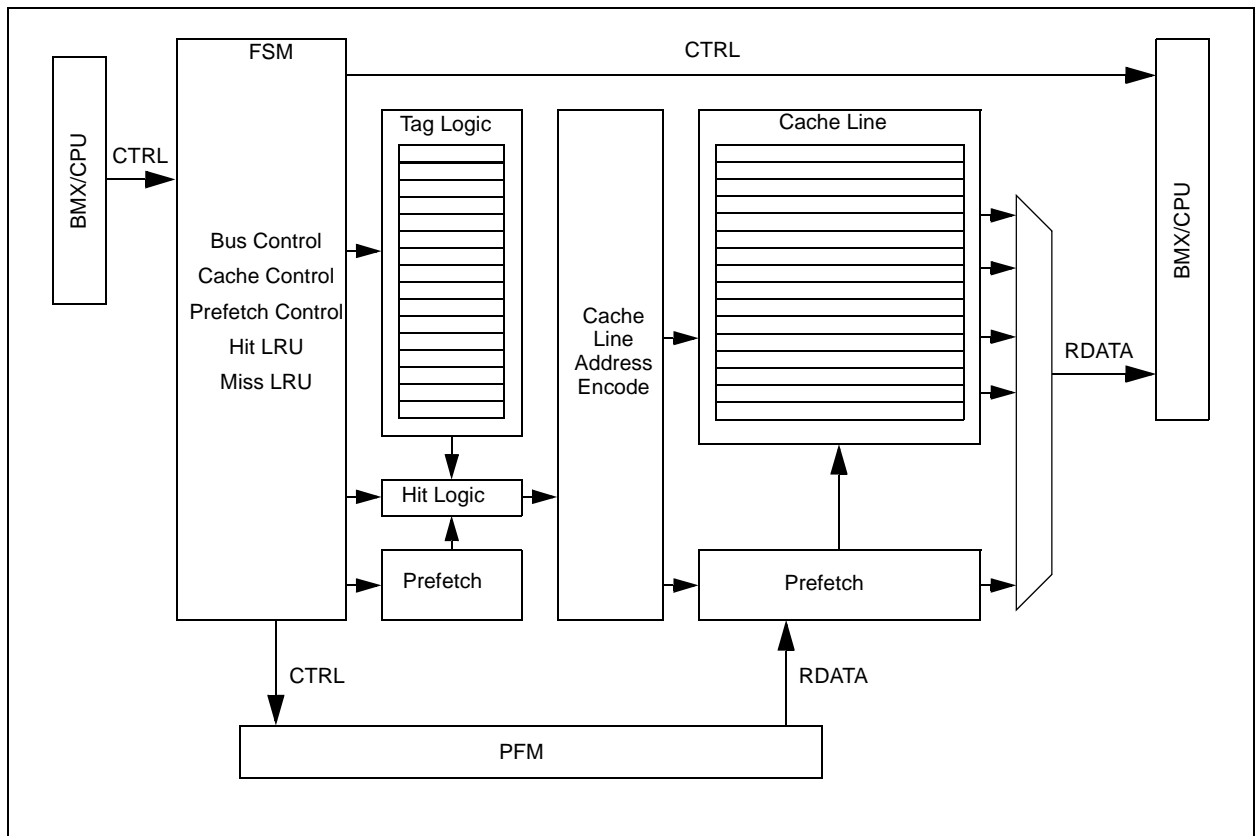 FSM
CTRL
BMX/CPU
CTRL
Tag Logic
Cache Line
BMX/CPU
Bus Control
Cache Control
Prefetch Control
Hit LRU
Miss LRU
Cache
Line
Address
Encode
RDATA
Hit Logic
Prefetch
Prefetch
CTRL
RDATA
PFM